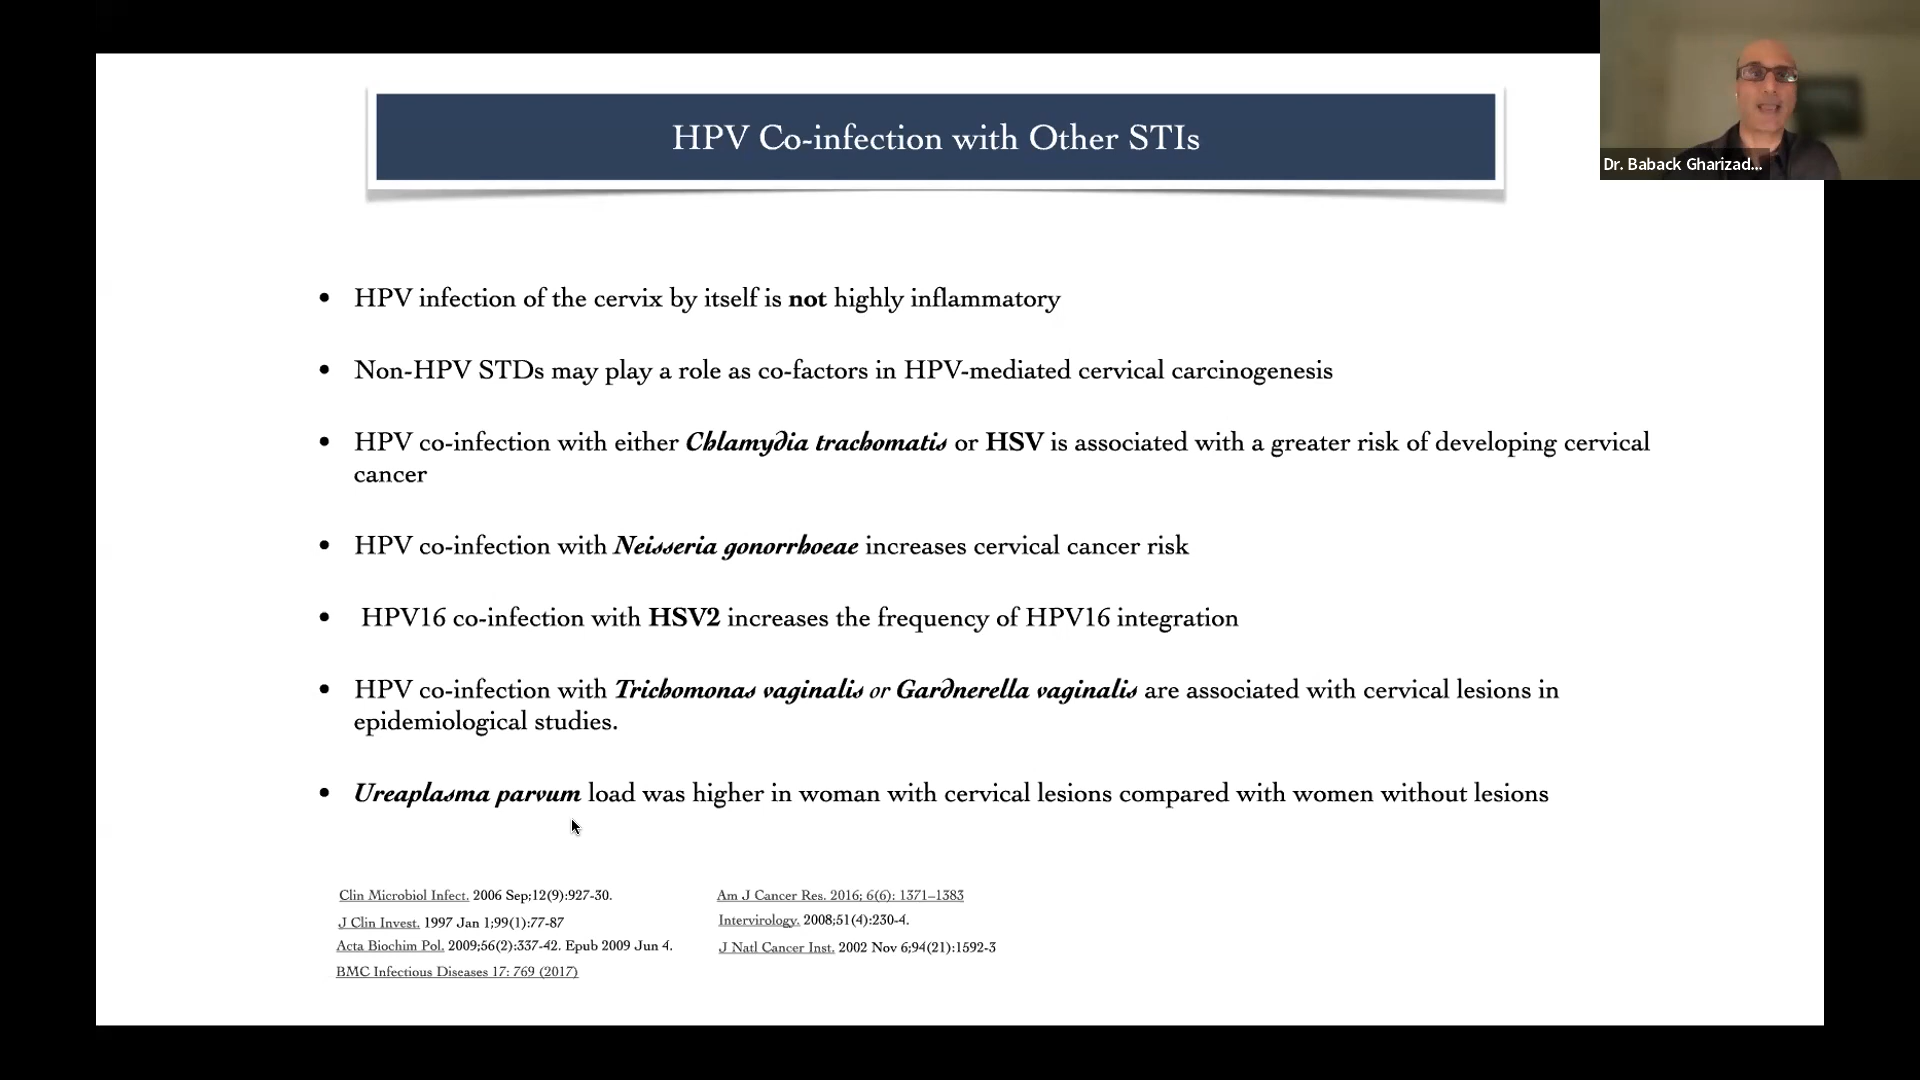 HPV Co-infection with Other STIs
Dr. Baback Gharizad...
• HPV infection of the cervix by itself is not highly inflammatory
• Non-HPV STDs may play a role as co-factors in HPV-mediated cervical carcinogenesis
• HPV co-infection with either Chlamydia trachomatis or HSV is associated with a greater risk of developing cervical
cancer
• HPV co-infection with Neisseria gonorrhoeae increases cervical cancer risk
• HPV16 co-infection with HSV2 increases the frequency of HPV16 integration
• HPV co-infection with Trichomonas vaginalis or Gardnerella vaginalis are associated with cervical lesions in
epidemiological studies.
• Ureaplasma parvum load was higher in woman with cervical lesions compared with women without lesions
Clin Microbiol Infect. 2006 Sep;12(9):927-30.
J Clin Invest. 1997 Jan 1;99(1):77-87
Acta Biochim Pol. 2009;56(2):337-42. Epub 2009 Jun 4.
BMC Infectious Diseases 17: 769 (2017)
Am J Cancer Res. 2016; 6(6): 1371–1383
Intervirology. 2008;51(4):230-4.
J Natl Cancer Inst. 2002 Nov 6;94(21):1592-3